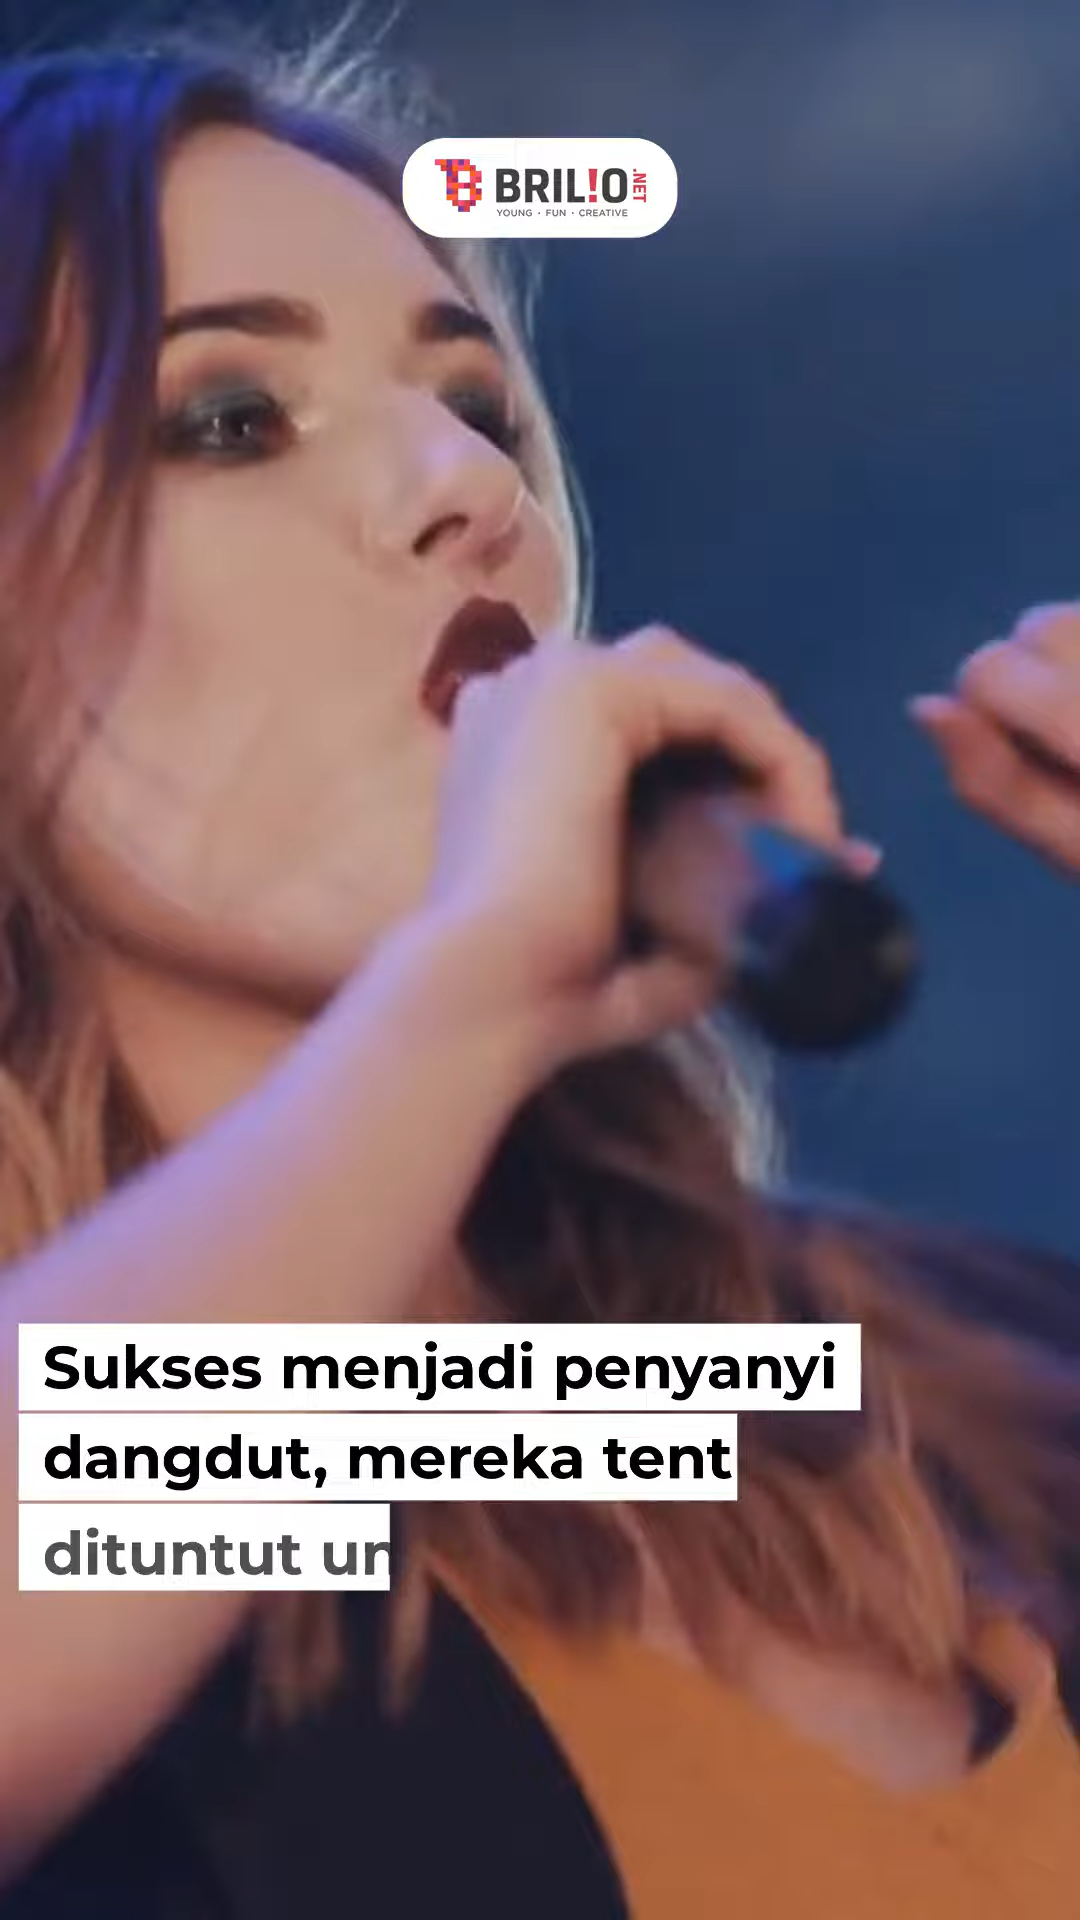 BRIL!O.NET
YOUNG · FUN · CREATIVE
Sukses menjadi penyanyi
dangdut, mereka tent
dituntut un